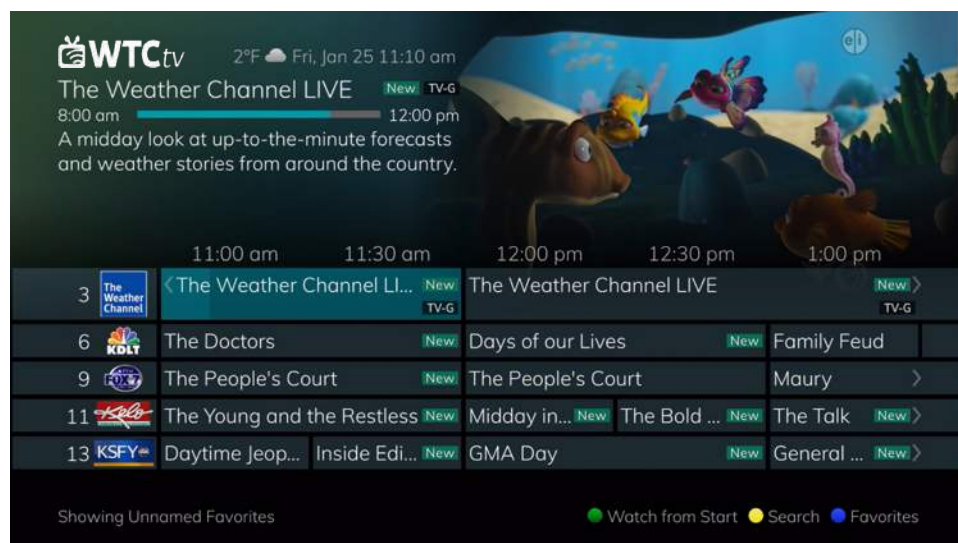 WTCtv
2°F Fri, Jan 25 11:10 am
The Weather Channel LIVE New TV-G
8:00 am 12:00 pm
A midday look at up-to-the-minute forecasts
and weather stories from around the country.
ei
11:00 am 11:30 am 12:00 pm 12:30 pm 1:00 pm
3 The Weather Channel The Weather Channel LI... New TV-G The Weather Channel LIVE New TV-G
6 KDLT The Doctors New Days of our Lives New Family Feud
9 FOX7 The People's Court New The People's Court Maury
11 Kelo The Young and the Restless New Midday in... New The Bold ... New The Talk New
13 KSFY Daytime Jeop... Inside Edi... New GMA Day New General ... New
Showing Unnamed Favorites Watch from Start Search Favorites